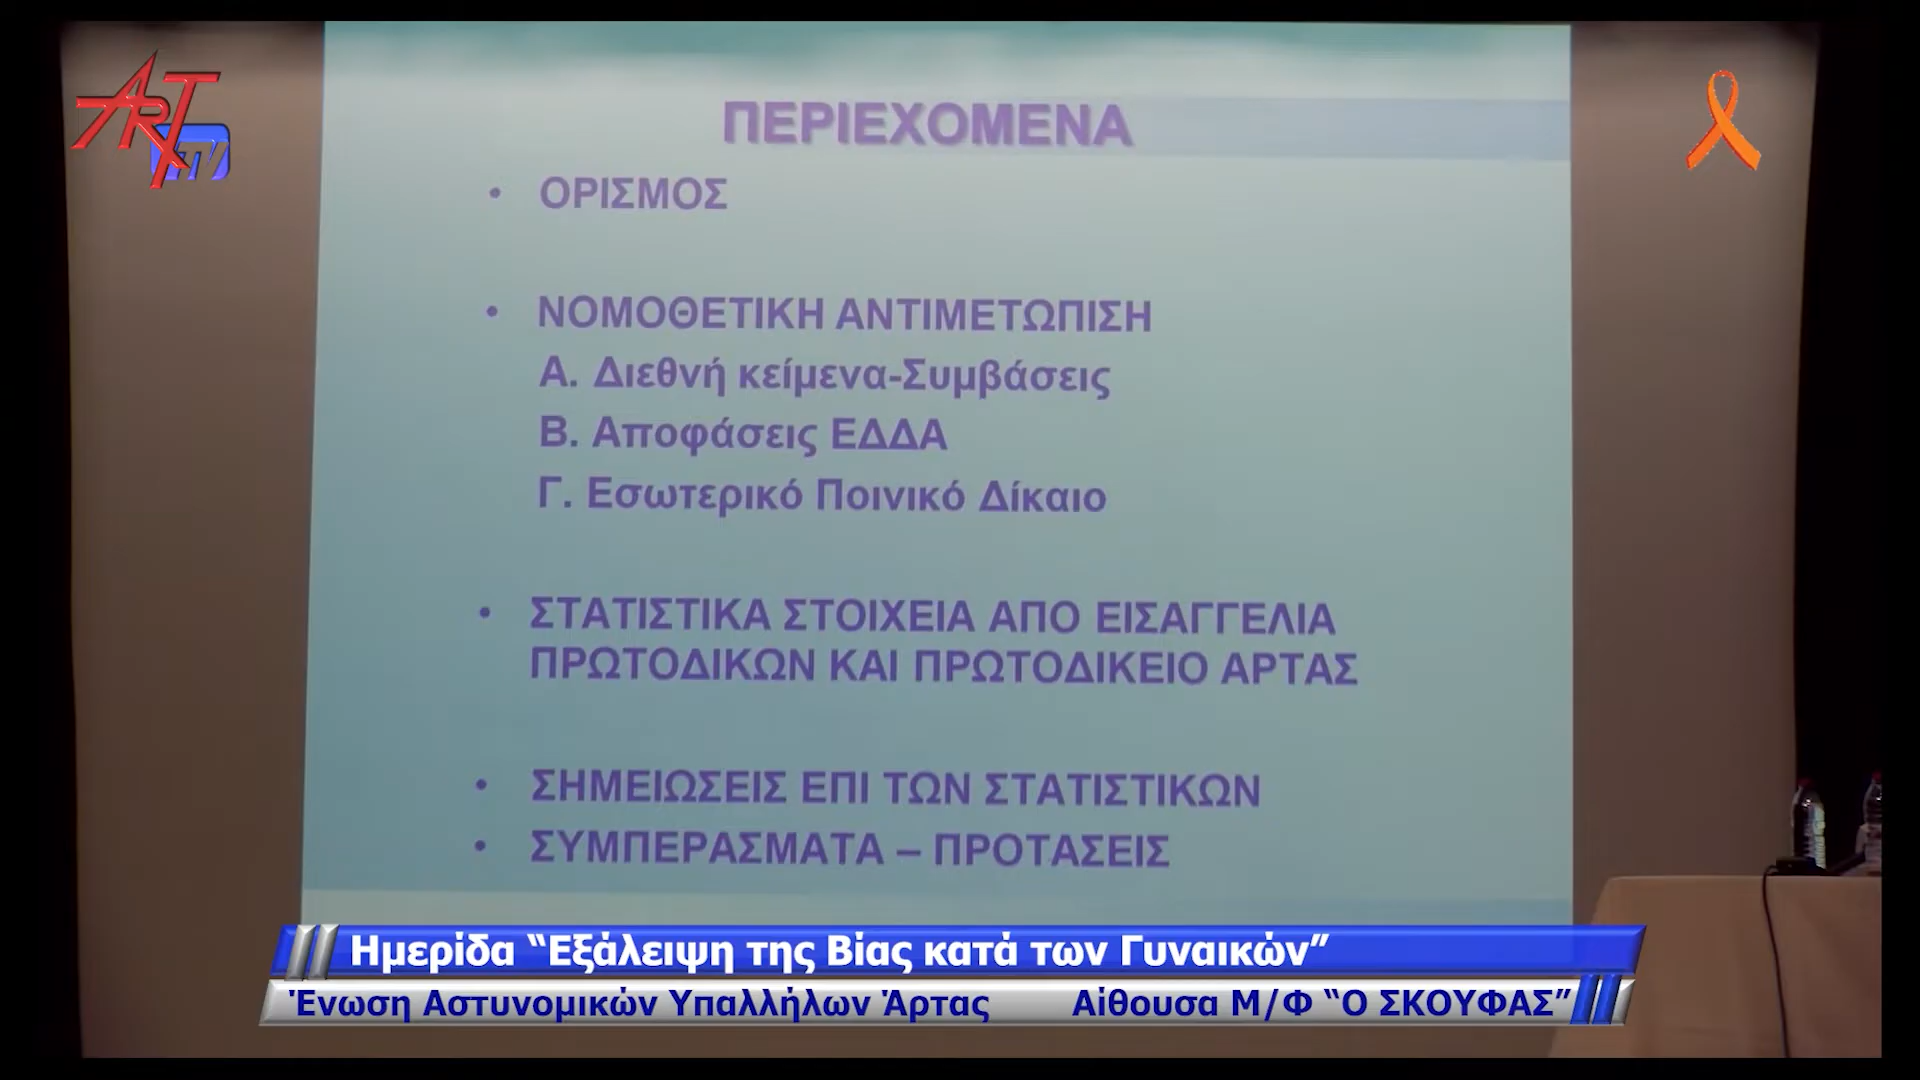 ART TV
ΠΕΡΙΕΧΟΜΕΝΑ
• ΟΡΙΣΜΟΣ
• ΝΟΜΟΘΕΤΙΚΗ ΑΝΤΙΜΕΤΩΠΙΣΗ
Α. Διεθνή κείμενα-Συμβάσεις
Β. Αποφάσεις ΕΔΔΑ
Γ. Εσωτερικό Ποινικό Δίκαιο
• ΣΤΑΤΙΣΤΙΚΑ ΣΤΟΙΧΕΙΑ ΑΠΟ ΕΙΣΑΓΓΕΛΙΑ
ΠΡΩΤΟΔΙΚΩΝ ΚΑΙ ΠΡΩΤΟΔΙΚΕΙΟ ΑΡΤΑΣ
• ΣΗΜΕΙΩΣΕΙΣ ΕΠΙ ΤΩΝ ΣΤΑΤΙΣΤΙΚΩΝ
• ΣΥΜΠΕΡΑΣΜΑΤΑ – ΠΡΟΤΑΣΕΙΣ
Ημερίδα “Εξάλειψη της Βίας κατά των Γυναικών”
Ένωση Αστυνομικών Υπαλλήλων Άρτας Αίθουσα Μ/Φ “Ο ΣΚΟΥΦΑΣ”